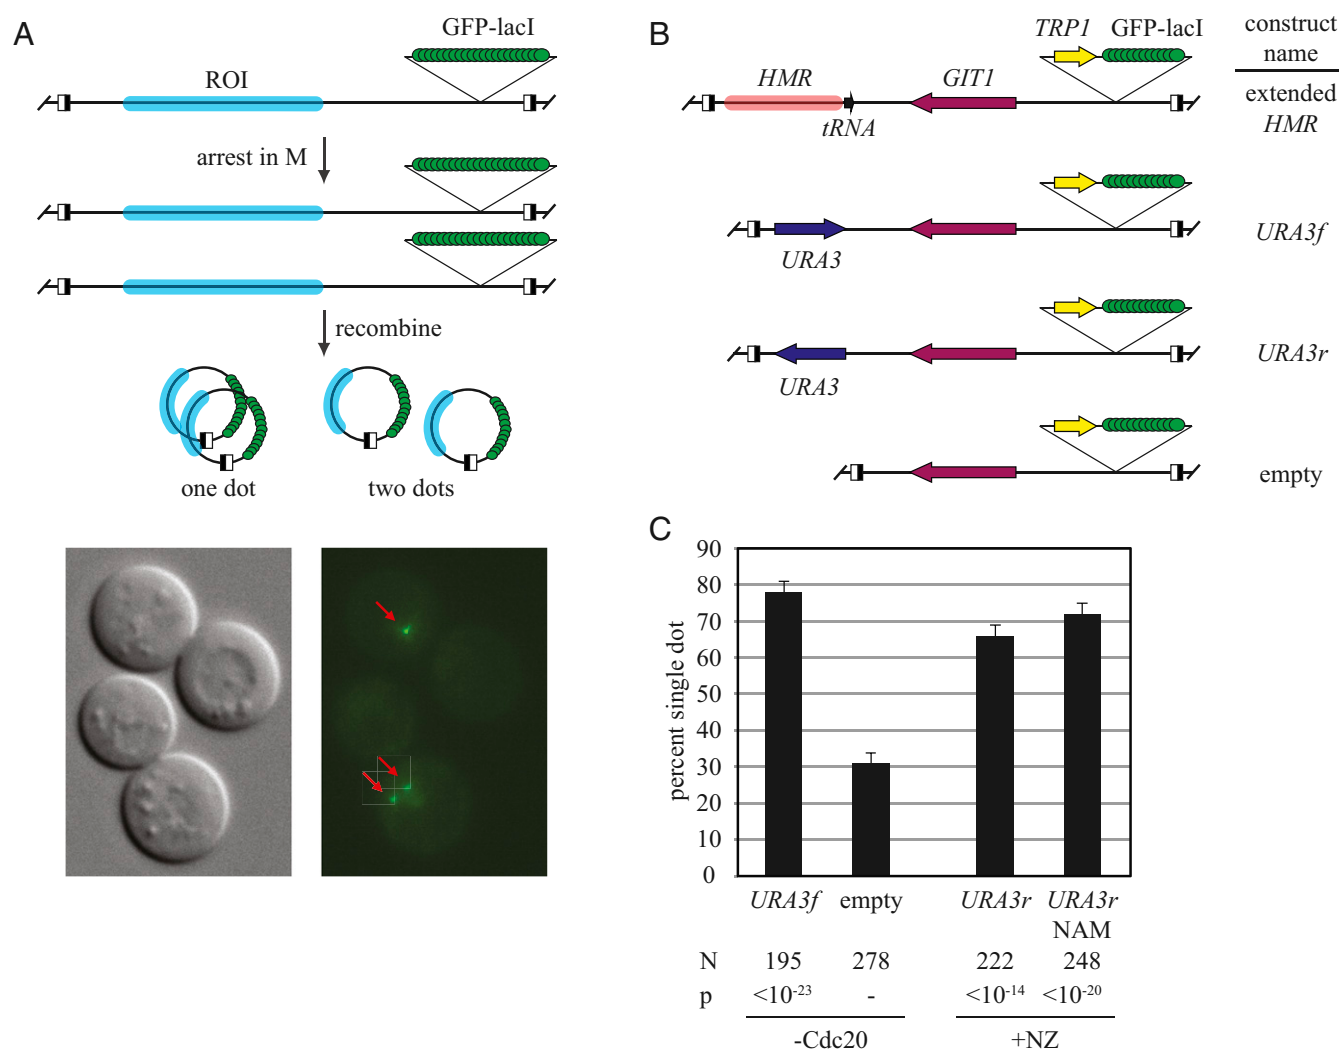 A
GFP-lacI
ROI
arrest in M
recombine
one dot
two dots
B
TRP1
GFP-lacI
construct
name
HMR
GIT1
tRNA
extended
HMR
URA3
URA3f
URA3
URA3r
empty
C
percent single dot
90
80
70
60
50
40
30
20
10
0
URA3f empty URA3r URA3r
NAM
N 195 278 222 248
p <10⁻²³ - <10⁻¹⁴ <10⁻²⁰
-Cdc20 +NZ